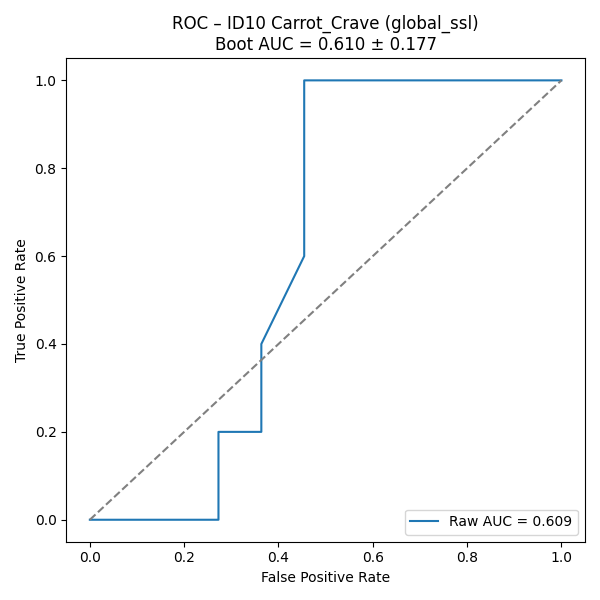 ROC – ID10 Carrot_Crave (global_ssl)
Boot AUC = 0.610 ± 0.177
1.0
0.8
0.6
0.4
0.2
0.0
True Positive Rate
0.0 0.2 0.4 0.6 0.8 1.0
False Positive Rate
Raw AUC = 0.609